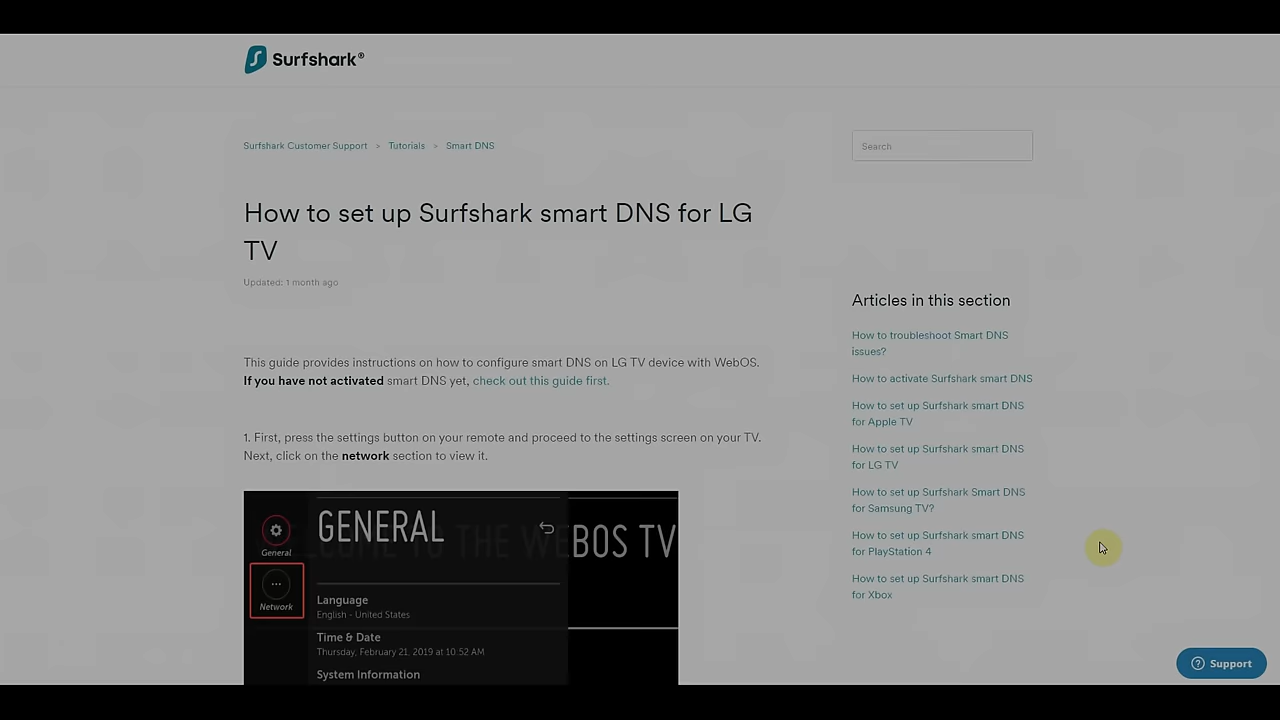 Surfshark®
Surfshark Customer Support > Tutorials > Smart DNS
Search
How to set up Surfshark smart DNS for LG
TV
Updated: 1 month ago
This guide provides instructions on how to configure smart DNS on LG TV device with WebOS.
If you have not activated smart DNS yet, check out this guide first.
1. First, press the settings button on your remote and proceed to the settings screen on your TV.
Next, click on the network section to view it.
GENERAL
WELCOME TO THE WEBOS TV
General
Network
Language
English - United States
Time & Date
Thursday, February 21, 2019 at 10:52 AM
System Information
Articles in this section
How to troubleshoot Smart DNS
issues?
How to activate Surfshark smart DNS
How to set up Surfshark smart DNS
for Apple TV
How to set up Surfshark smart DNS
for LG TV
How to set up Surfshark Smart DNS
for Samsung TV?
How to set up Surfshark smart DNS
for PlayStation 4
How to set up Surfshark smart DNS
for Xbox
Support